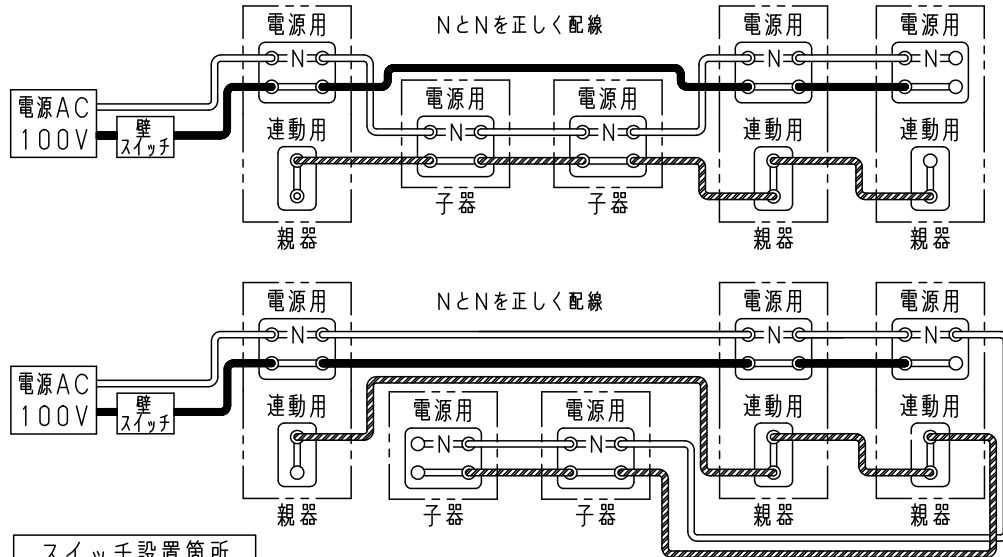 電源用 NとNを正しく配線 電源用 電源用
N N N
電源用 電源用
電源AC
100V 壁スイッチ 連動用 N N 連動用 連動用
子器 子器
親器 親器 親器
電源用 NとNを正しく配線 電源用 電源用
N N N
電源AC
100V 壁スイッチ 連動用 電源用 電源用 連動用 連動用
N N
親器 子器 子器 親器 親器
スイッチ設置箇所